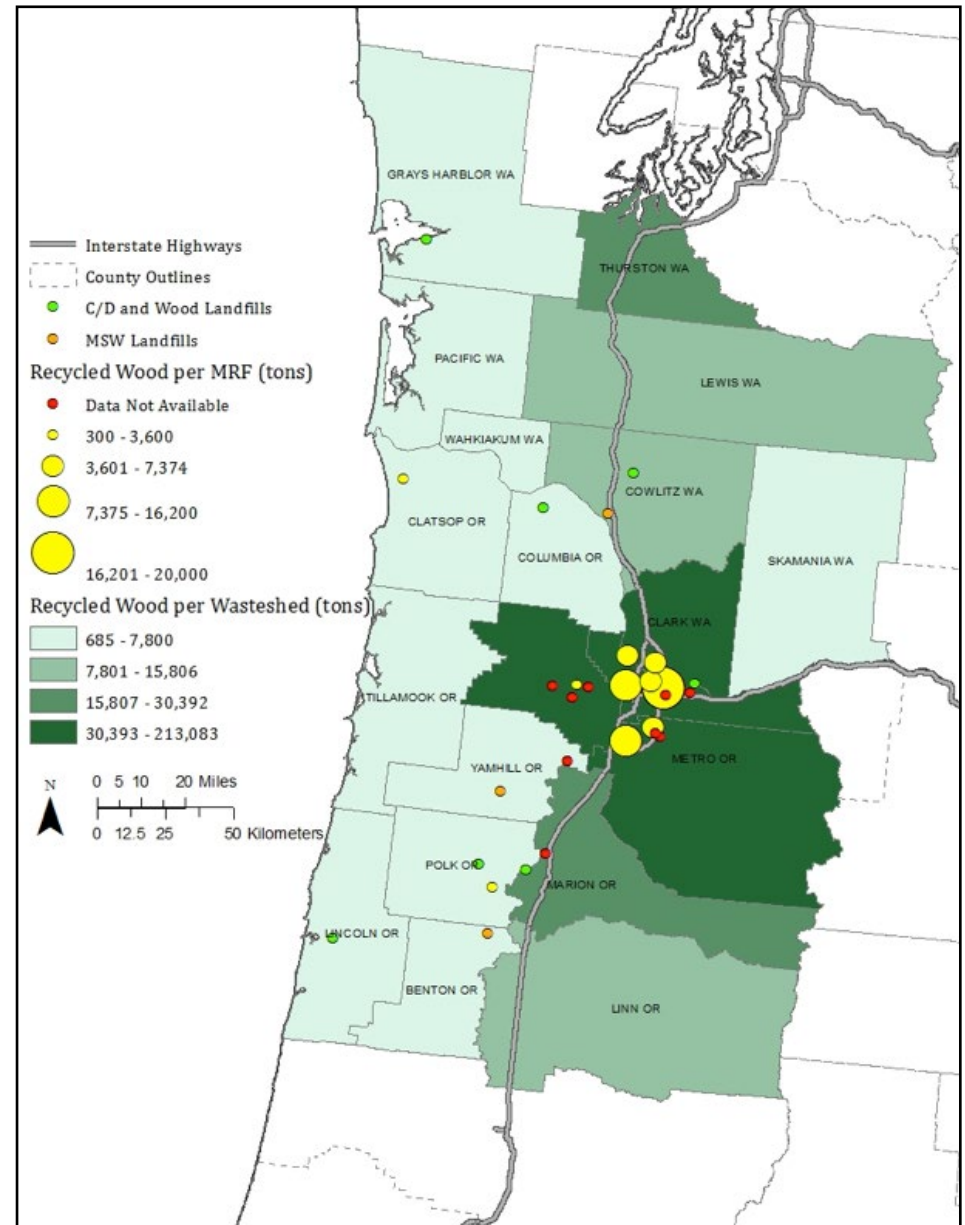 GRAYS HARBLOR WA
THURSTON WA
PACIFIC WA
LEWIS WA
WAHKIAKUM WA
COWLITZ WA
CLATSOP OR
COLUMBIA OR
SKAMANIA WA
CLARK WA
TILLAMOOK OR
METRO OR
YAMHILL OR
POLK OR
MARION OR
LINCOLN OR
BENTON OR
LINN OR
Interstate Highways
County Outlines
C/D and Wood Landfills
MSW Landfills
Recycled Wood per MRF (tons)
Data Not Available
300 - 3,600
3,601 - 7,374
7,375 - 16,200
16,201 - 20,000
Recycled Wood per Wasteshed (tons)
685 - 7,800
7,801 - 15,806
15,807 - 30,392
30,393 - 213,083
N
0 5 10 20 Miles
0 12.5 25 50 Kilometers